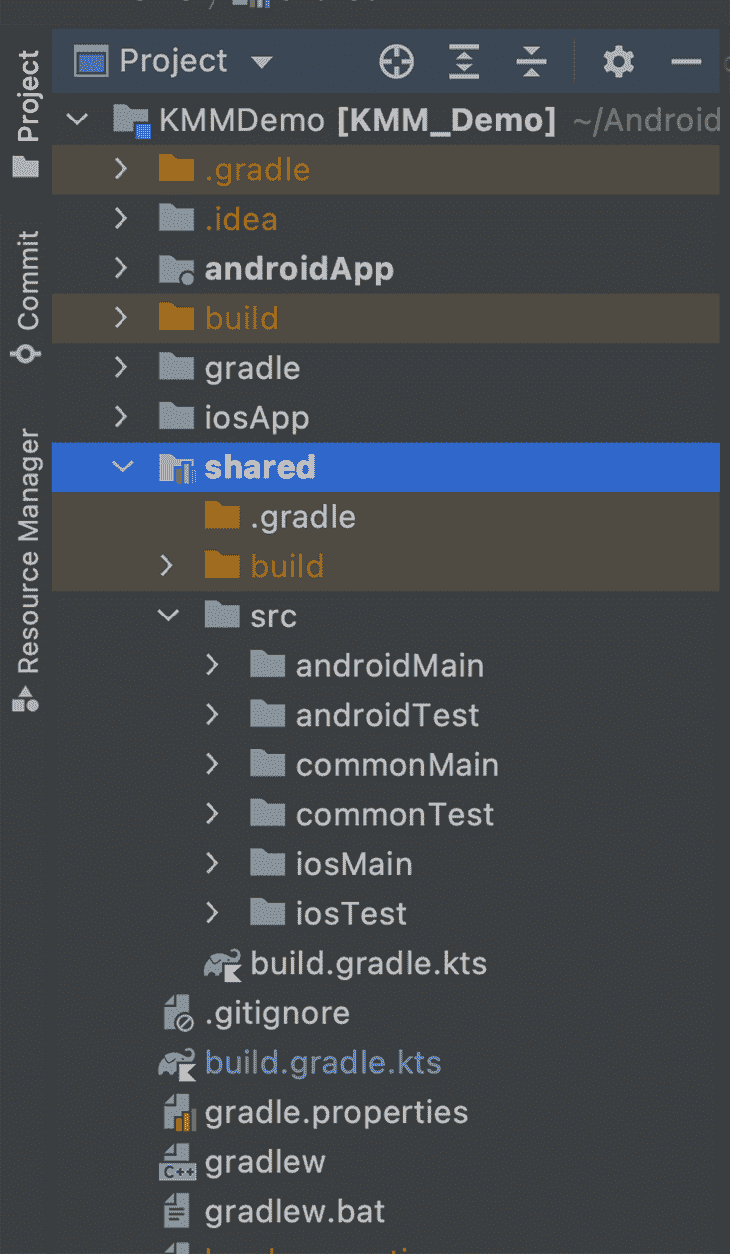 Project
KMMDemo [KMM_Demo] ~/Android
.gradle
.idea
androidApp
build
gradle
iosApp
shared
.gradle
build
src
androidMain
androidTest
commonMain
commonTest
iosMain
iosTest
build.gradle.kts
.gitignore
build.gradle.kts
gradle.properties
C++ gradlew
gradlew.bat
Project
Commit
Resource Manager